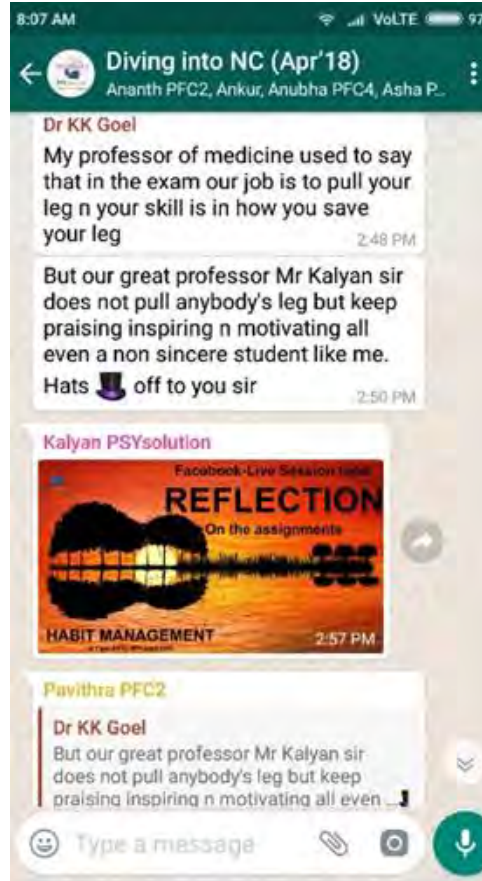 8:07 AM VoLTE 97
Diving into NC (Apr'18)
Ananth PFC2, Ankur, Anubha PFC4, Asha P...
Dr KK Goel
My professor of medicine used to say
that in the exam our job is to pull your
leg n your skill is in how you save
your leg
2:48 PM
But our great professor Mr Kalyan sir
does not pull anybody's leg but keep
praising inspiring n motivating all
even a non sincere student like me.
Hats off to you sir
2:50 PM
Kalyan PSYsolution
Facebook-Live Session
REFLECTION
On the assignments
HABIT MANAGEMENT
2:57 PM
Pavithra PFC2
Dr KK Goel
But our great professor Mr Kalyan sir
does not pull anybody's leg but keep
praising inspiring n motivating all even ...
Type a message